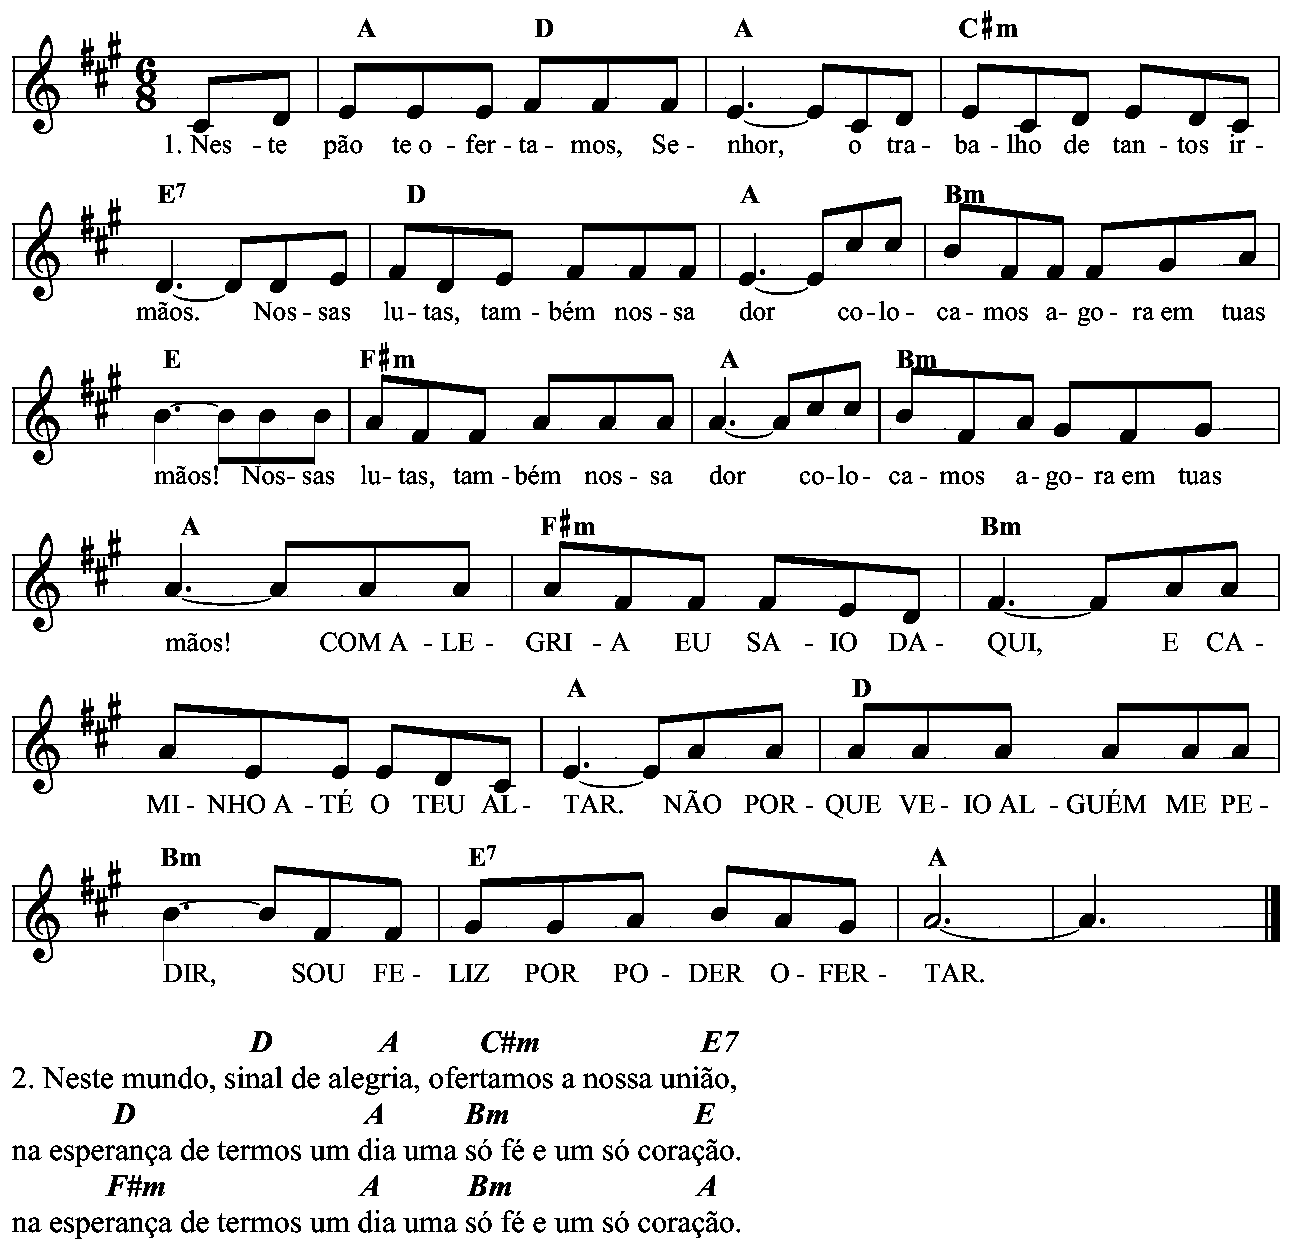 A D A C#m
6
8
1. Nes - te pão te o - fer - ta - mos, Se - nhor, o tra - ba - lho de tan - tos ir -
E7 D A Bm
mãos. Nos - sas lu - tas, tam - bém nos - sa dor co - lo - ca - mos a - go - ra em tuas
E F#m A Bm
mãos! Nos - sas lu - tas, tam - bém nos - sa dor co - lo - ca - mos a - go - ra em tuas
A F#m Bm
mãos! COM A - LE - GRI - A EU SA - IO DA - QUI, E CA -
A D
MI - NHO A - TÉ O TEU AL - TAR. NÃO POR - QUE VE - IO AL - GUÉM ME PE -
Bm E7 A
DIR, SOU FE - LIZ POR PO - DER O - FER - TAR.
D A C#m E7
2. Neste mundo, sinal de alegria, ofertamos a nossa união,
D A Bm E
na esperança de termos um dia uma só fé e um só coração.
F#m A Bm A
na esperança de termos um dia uma só fé e um só coração.